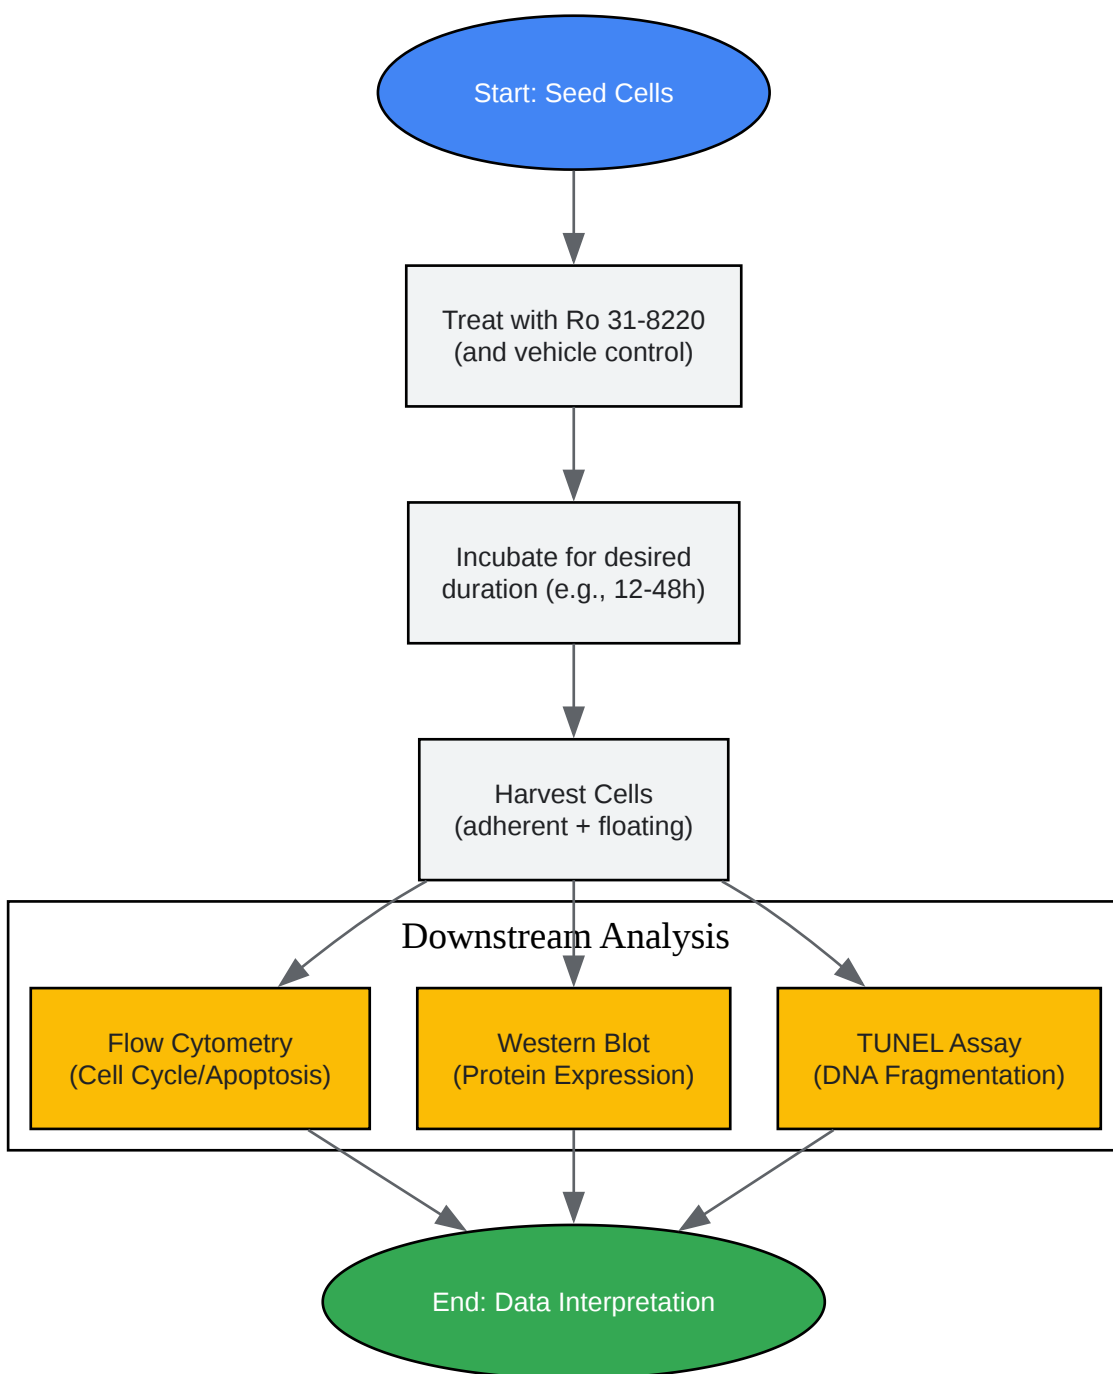 Start: Seed Cells
Treat with Ro 31-8220
(and vehicle control)
Incubate for desired
duration (e.g., 12-48h)
Harvest Cells
(adherent + floating)
Downstream Analysis
Flow Cytometry
(Cell Cycle/Apoptosis)
Western Blot
(Protein Expression)
TUNEL Assay
(DNA Fragmentation)
End: Data Interpretation